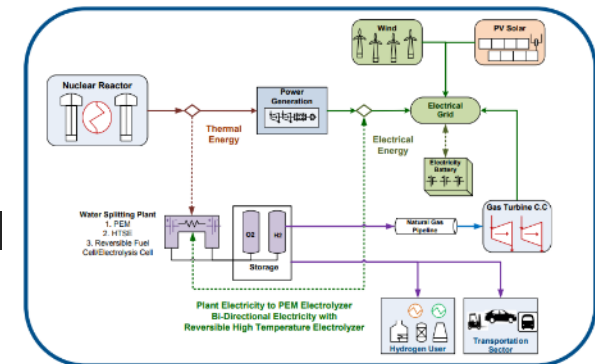 Wind
PV Solar
Nuclear Reactor
Power
Generation
Electrical
Grid
Thermal
Energy
Electrical
Energy
Electricity
Battery
Gas Turbine C.C
Water Splitting Plant
1. PEM
2. HTSE
3. Reversible Fuel
Cell/Electrolysis Cell
O2
H2
Storage
Natural Gas
Pipeline
Plant Electricity to PEM Electrolyzer
Bi-Directional Electricity with
Reversible High Temperature Electrolyzer
Hydrogen User
Transportation
Sector